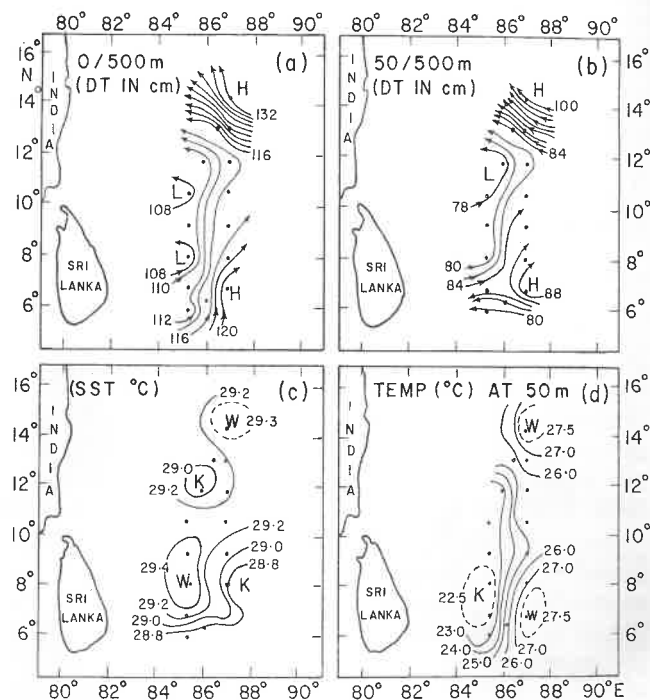 80° 82° 84° 86° 88° 90°
80° 82° 84° 86° 88° 90°
16°
N
14°
12°
10°
8°
6°
0/500m
(DT IN cm)
(a)
INDIA
SRI
LANKA
H
132
116
L
108
L
108
110
112
116
120
H
16°
14°
12°
10°
8°
6°
50/500m
(DT IN cm)
(b)
SRI
LANKA
H
100
84
L
78
80
84
H
88
80
(SST °C)
(c)
16°
14°
12°
10°
8°
6°
INDIA
SRI
LANKA
29.2
W
29.3
29.0
29.2
K
29.2
29.0
28.8
29.4
W
K
29.2
29.0
28.8
80° 82° 84° 86° 88°
TEMP (°C) AT 50m
(d)
16°
14°
12°
10°
8°
6°
SRI
LANKA
W
27.5
27.0
26.0
26.0
27.0
22.5
K
W
27.5
23.0
24.0
25.0
26.0
27.0
80° 82° 84° 86° 88° 90°E